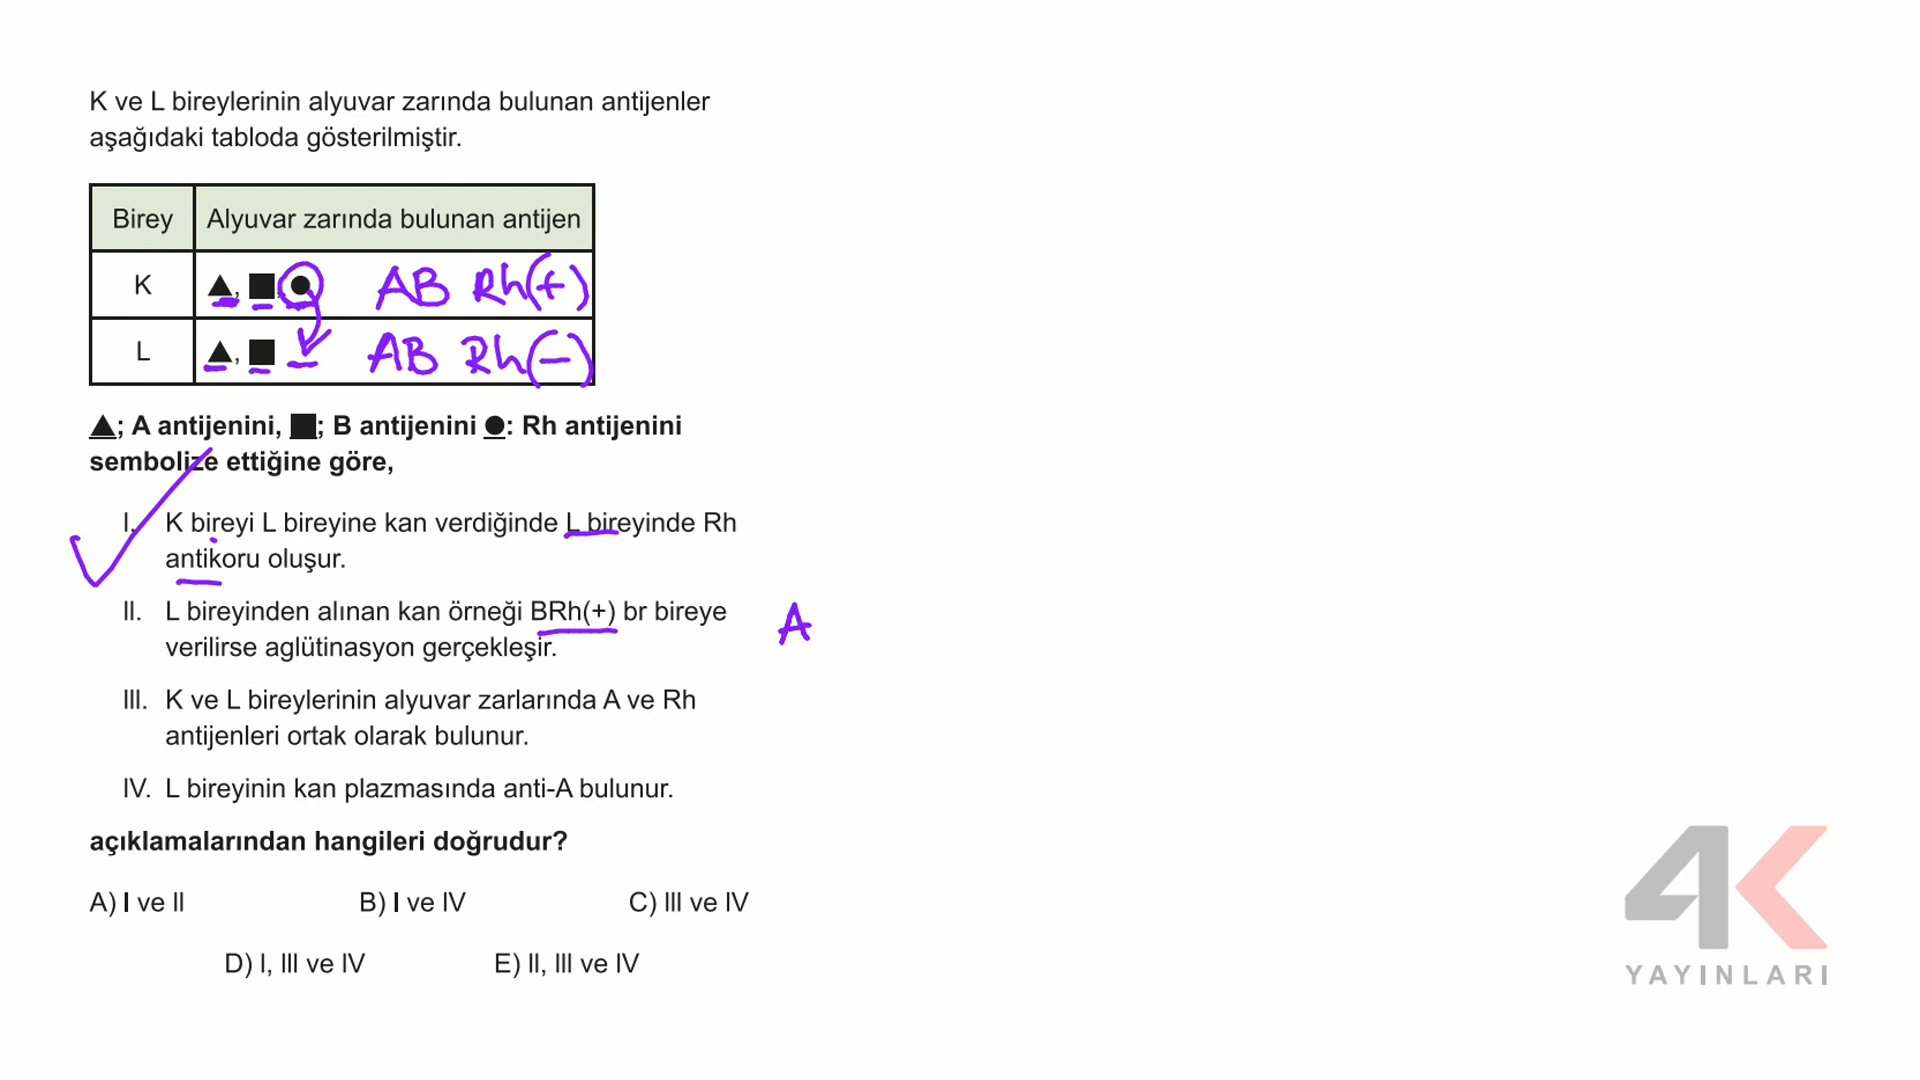 K ve L bireylerinin alyuvar zarında bulunan antijenler
aşağıdaki tabloda gösterilmiştir.
Birey Alyuvar zarında bulunan antijen
K ▲, ■ ● AB Rh(+)
L ▲, ■ AB Rh(-)
▲; A antijenini, ■; B antijenini ●: Rh antijenini
sembolize ettiğine göre,
I. K bireyi L bireyine kan verdiğinde L bireyinde Rh
antikoru oluşur.
II. L bireyinden alınan kan örneği BRh(+) br bireye
verilirse aglütinasyon gerçekleşir.
A
III. K ve L bireylerinin alyuvar zarlarında A ve Rh
antijenleri ortak olarak bulunur.
IV. L bireyinin kan plazmasında anti-A bulunur.
açıklamalarından hangileri doğrudur?
A) I ve II B) I ve IV C) III ve IV
D) I, III ve IV E) II, III ve IV
4K
YAYINLARI